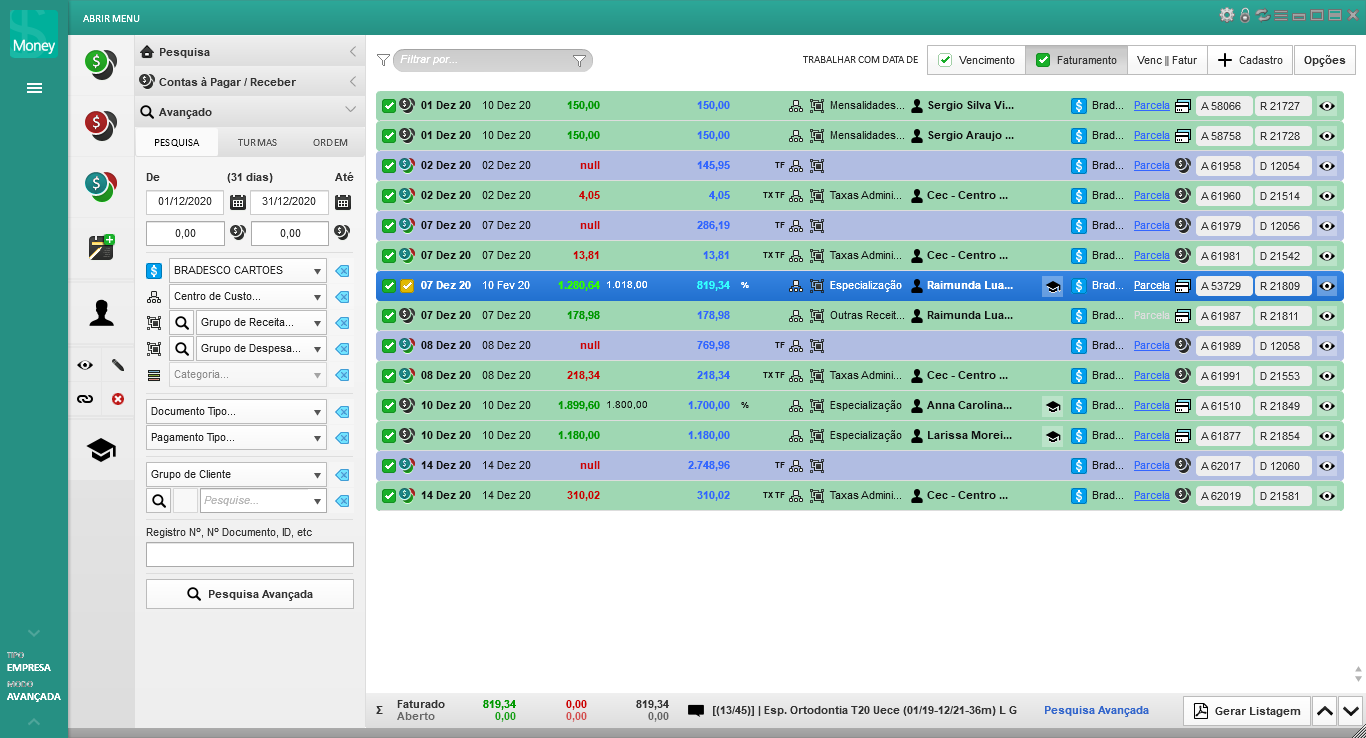 ABRIR MENU
Money
TIPO
EMPRESA
MODO
AVANÇADA
Pesquisa
Contas à Pagar / Receber
Avançado
PESQUISA TURMAS ORDEM
De (31 dias) Até
01/12/2020 31/12/2020
0,00 0,00
BRADESCO CARTOES
Centro de Custo...
Grupo de Receita...
Grupo de Despesa...
Categoria...
Documento Tipo...
Pagamento Tipo...
Grupo de Cliente
Pesquise...
Registro Nº, Nº Documento, ID, etc
Pesquisa Avançada
Filtrar por...
TRABALHAR COM DATA DE Vencimento Faturamento Venc || Fatur Cadastro Opções
01 Dez 20 10 Dez 20 150,00 150,00 Mensalidades... Sergio Silva Vi... $ Brad... Parcela A 58066 R 21727
01 Dez 20 10 Dez 20 150,00 150,00 Mensalidades... Sergio Araujo ... $ Brad... Parcela A 58758 R 21728
02 Dez 20 02 Dez 20 null 145,95 TF $ Brad... Parcela A 61958 D 12054
02 Dez 20 02 Dez 20 4,05 4,05 TX TF Taxas Admini... Cec - Centro ... $ Brad... Parcela A 61960 D 21514
07 Dez 20 07 Dez 20 null 286,19 TF $ Brad... Parcela A 61979 D 12056
07 Dez 20 07 Dez 20 13,81 13,81 TX TF Taxas Admini... Cec - Centro ... $ Brad... Parcela A 61981 D 21542
07 Dez 20 10 Fev 20 1.280,64 1.018,00 819,34 % Especialização Raimunda Lua... $ Brad... Parcela A 53729 R 21809
07 Dez 20 07 Dez 20 178,98 178,98 Outras Receit... Raimunda Lua... $ Brad... Parcela A 61987 R 21811
08 Dez 20 08 Dez 20 null 769,98 TF $ Brad... Parcela A 61989 D 12058
08 Dez 20 08 Dez 20 218,34 218,34 TX TF Taxas Admini... Cec - Centro ... $ Brad... Parcela A 61991 D 21553
10 Dez 20 10 Dez 20 1.899,60 1.800,00 1.700,00 % Especialização Anna Carolina... $ Brad... Parcela A 61510 R 21849
10 Dez 20 10 Dez 20 1.180,00 1.180,00 Especialização Larissa Morei... $ Brad... Parcela A 61877 R 21854
14 Dez 20 14 Dez 20 null 2.748,96 TF $ Brad... Parcela A 62017 D 12060
14 Dez 20 14 Dez 20 310,02 310,02 TX TF Taxas Admini... Cec - Centro ... $ Brad... Parcela A 62019 D 21581
Σ Faturado 819,34 0,00 819,34
Aberto 0,00 0,00 0,00
[(13/45)] | Esp. Ortodontia T20 Uece (01/19-12/21-36m) L G
Pesquisa Avançada
Gerar Listagem